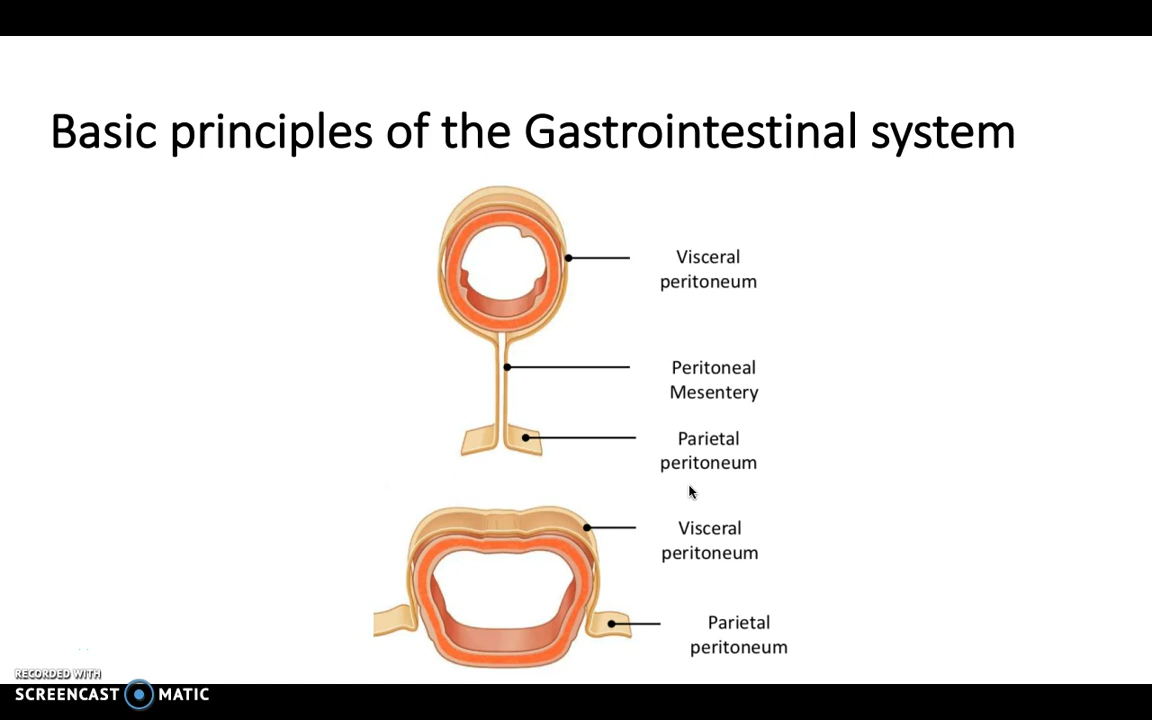 Basic principles of the Gastrointestinal system
Visceral
peritoneum
Peritoneal
Mesentery
Parietal
peritoneum
Visceral
peritoneum
Parietal
peritoneum
RECORDED WITH
SCREENCAST MATIC